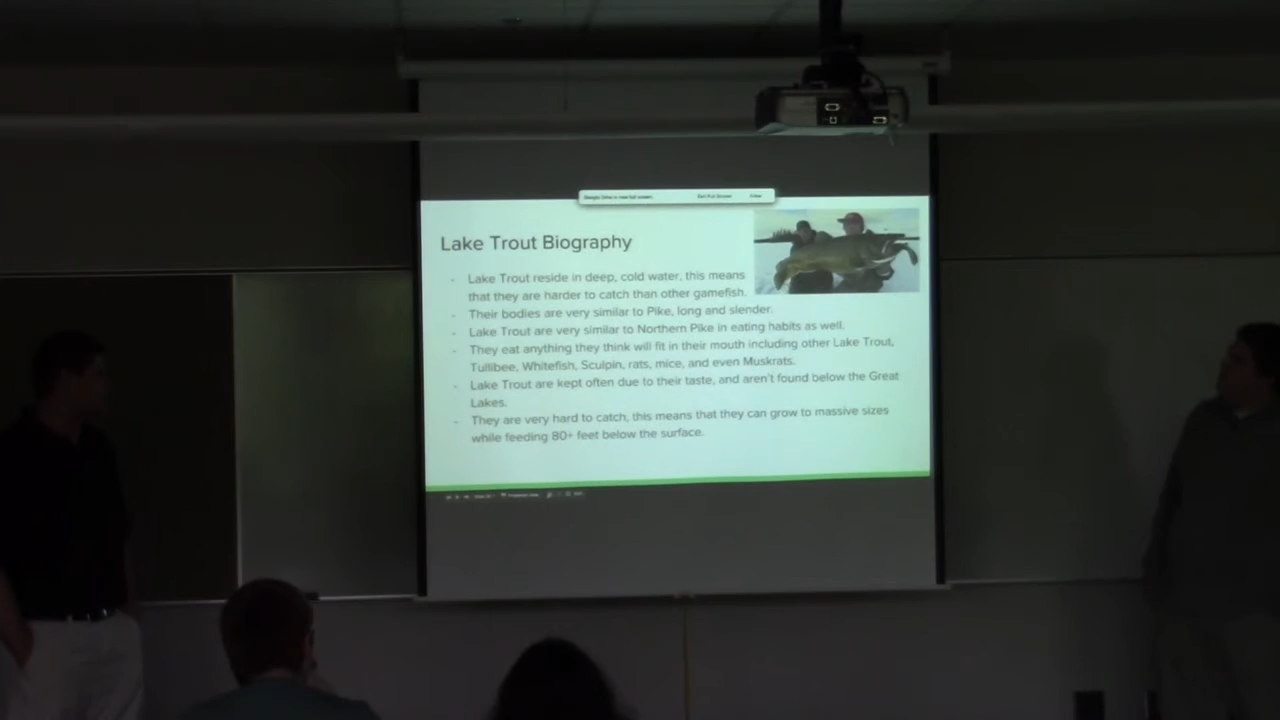 Lake Trout Biography
- Lake Trout reside in deep, cold water, this means
that they are harder to catch than other gamefish.
- Their bodies are very similar to Pike, long and slender.
- Lake Trout are very similar to Northern Pike in eating habits as well.
- They eat anything they think will fit in their mouth including other Lake Trout,
Tullibee, Whitefish, Sculpin, rats, mice, and even Muskrats.
- Lake Trout are kept often due to their taste, and aren't found below the Great
Lakes.
- They are very hard to catch, this means that they can grow to massive sizes
while feeding 80+ feet below the surface.